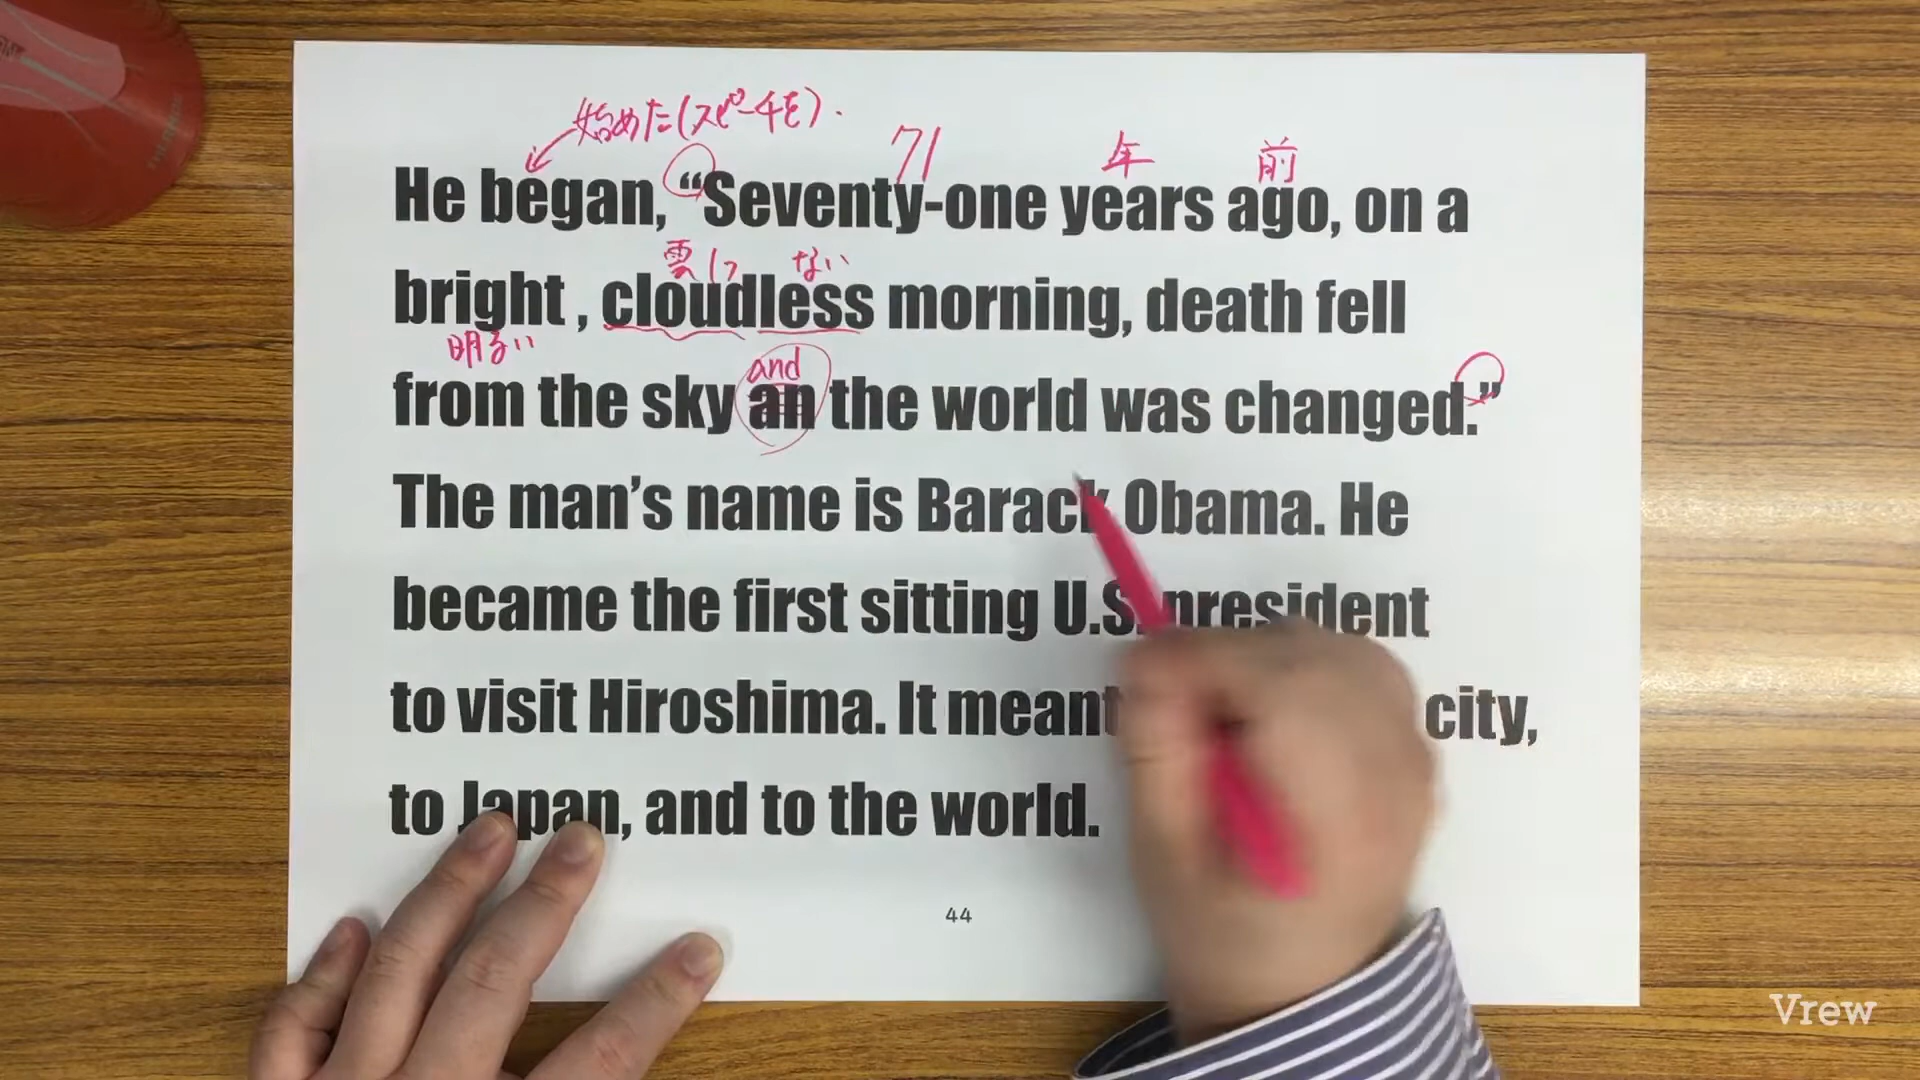 始めた(スピーチを).
71 年 前
He began, “Seventy-one years ago, on a
雲が ない
bright , cloudless morning, death fell
明るい
and
from the sky an the world was changed.”
The man’s name is Barack Obama. He
became the first sitting U.S. president
to visit Hiroshima. It meant city,
to Japan, and to the world.
44
Vrew